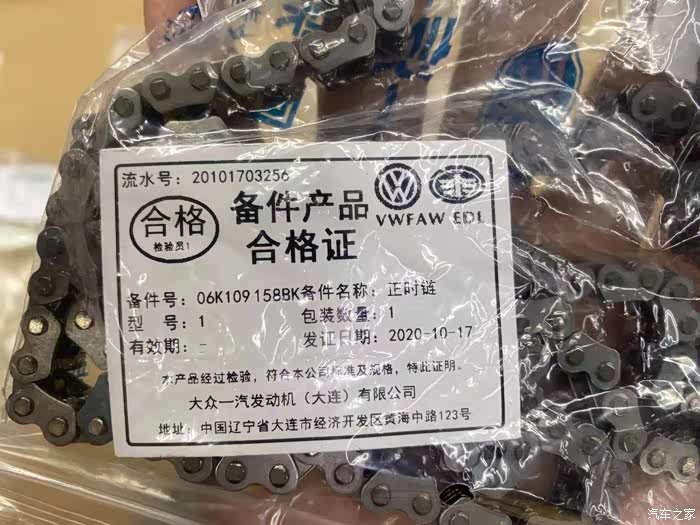 流水号: 20101703256
合格
检验员1
备件产品
合格证
VWFAW EDL
备件号: 06K109158BK备件名称: 正时链
型 号: 1 包装数量: 1
有效期: - 发证日期: 2020-10-17
本产品经过检验, 符合本公司标准及规格, 特此证明。
大众一汽发动机 (大连) 有限公司
地址: 中国辽宁省大连市经济开发区黄海中路123号
汽车之家